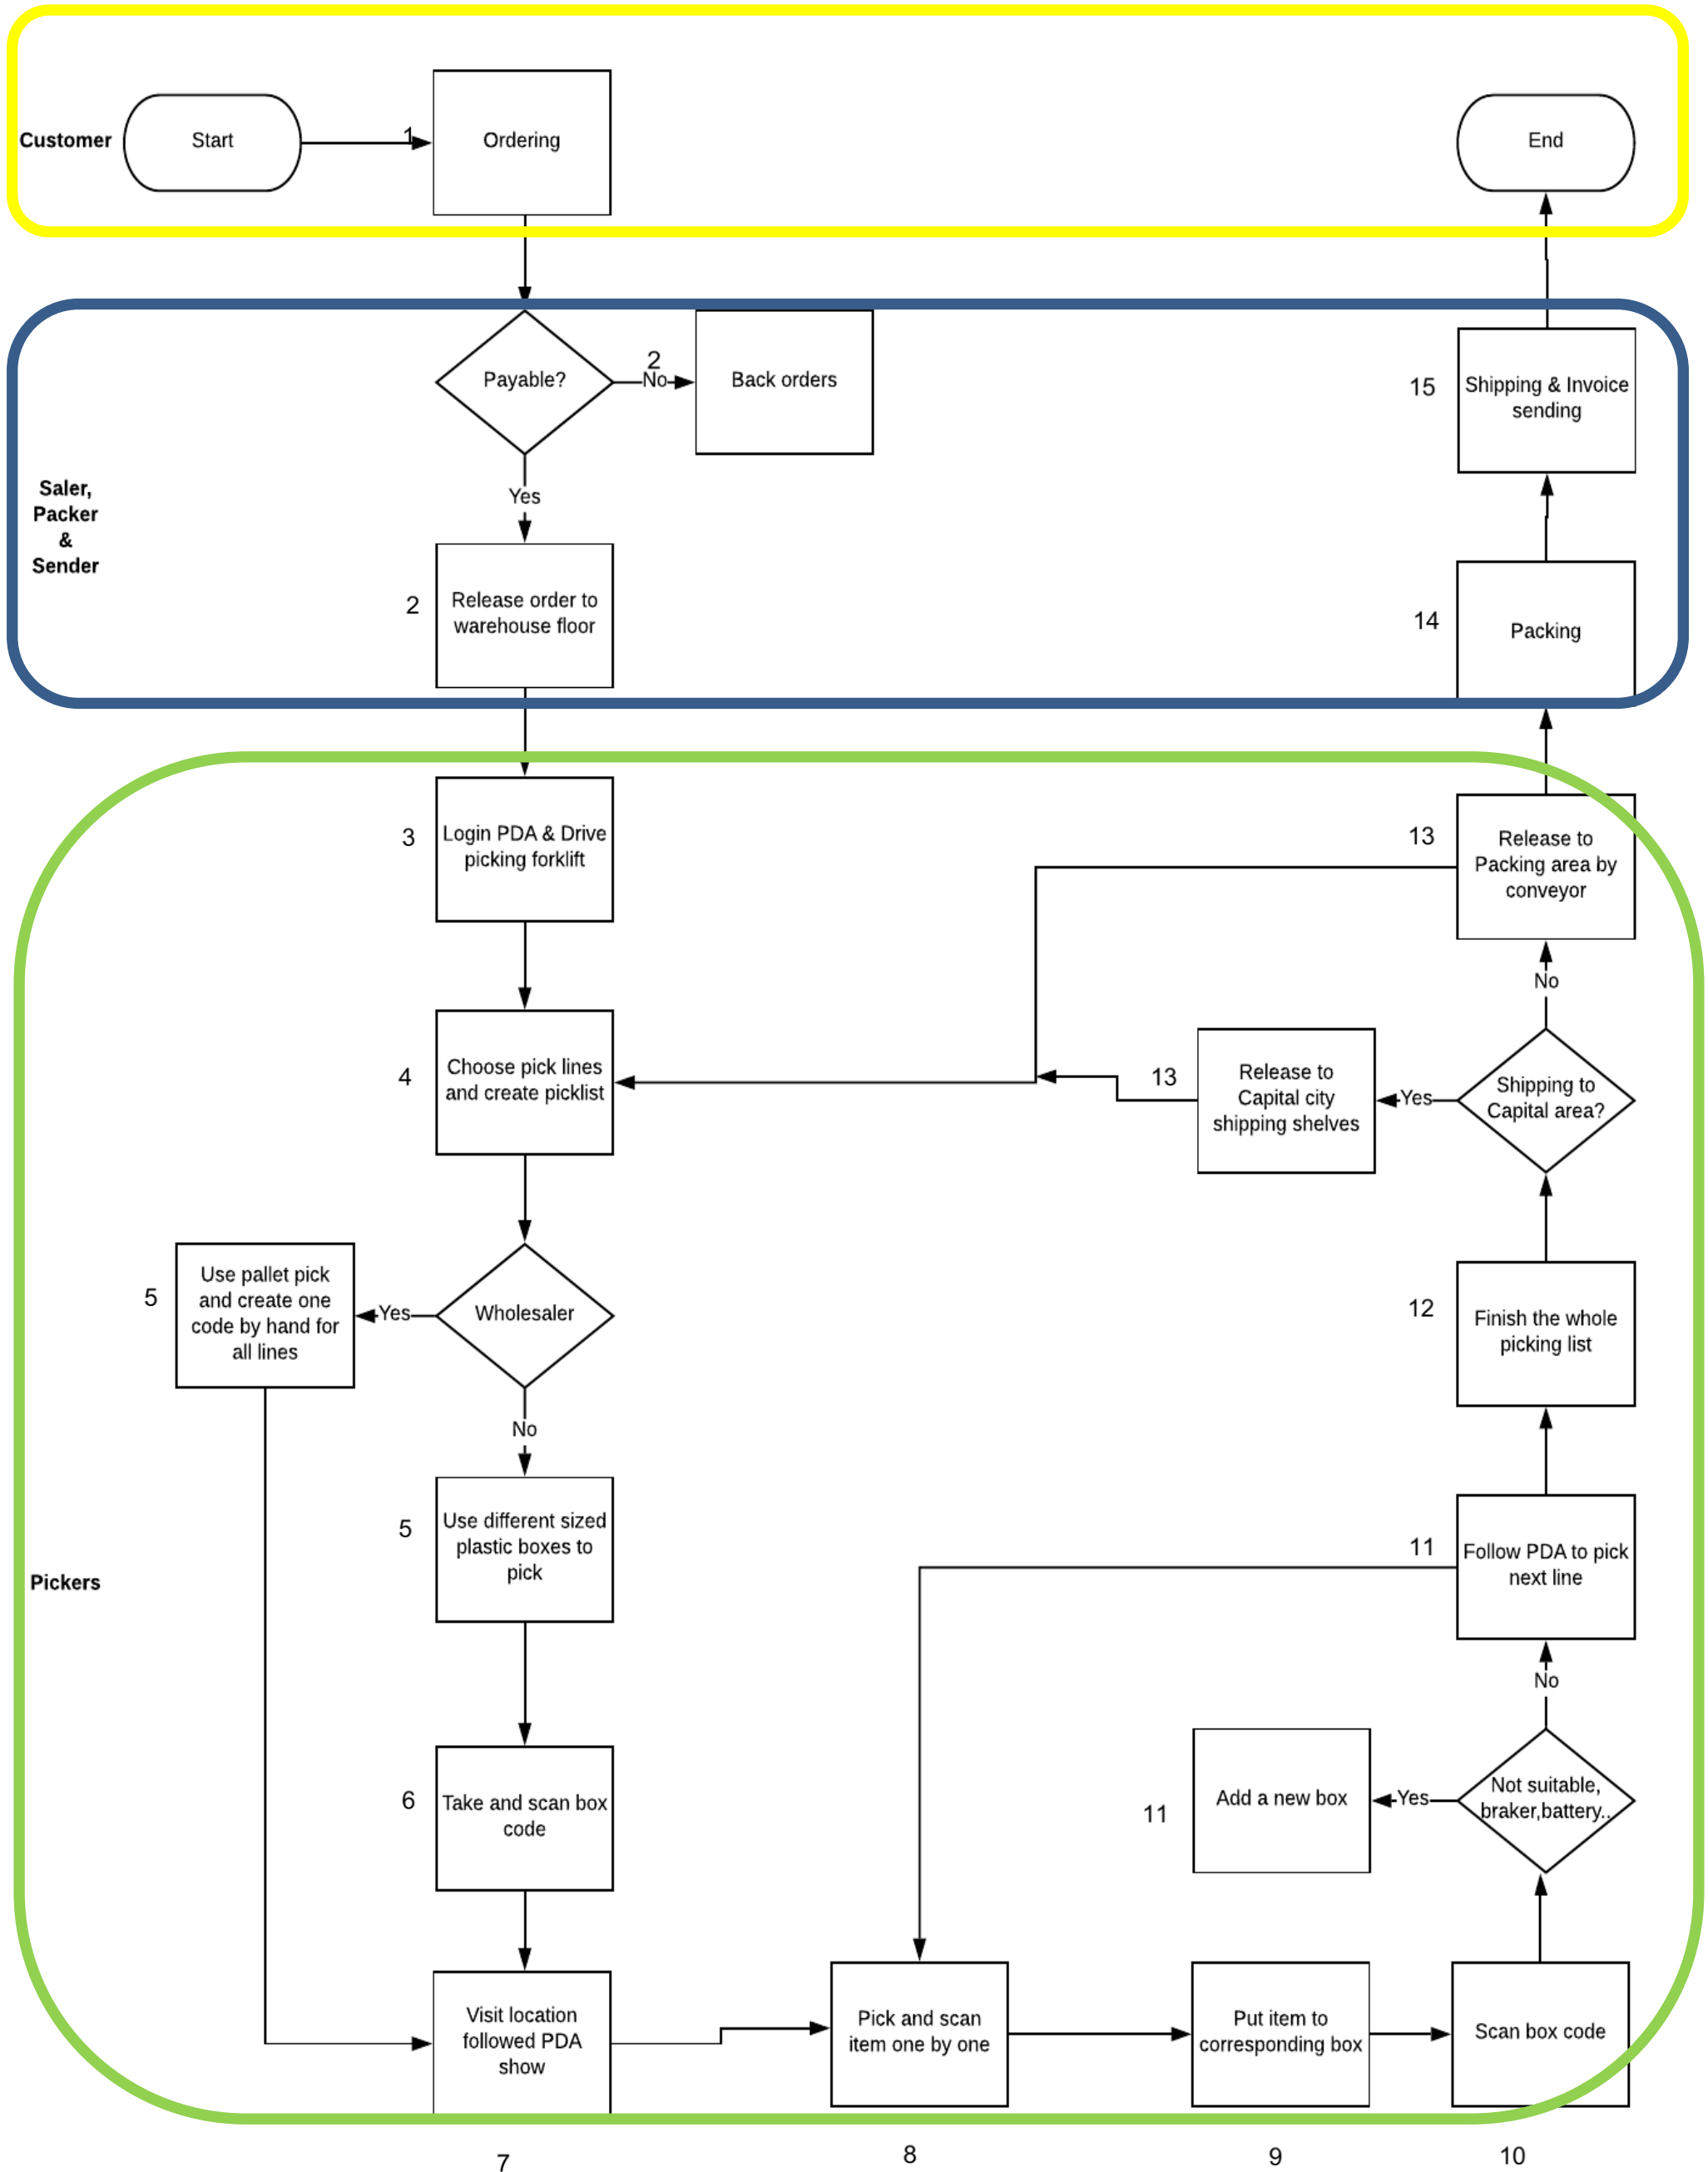 Customer
Start
1
Ordering
End
Payable?
2
No
Back orders
15
Shipping & Invoice
sending
Saler,
Packer
&
Sender
Yes
2
Release order to
warehouse floor
14
Packing
3
Login PDA & Drive
picking forklift
13
Release to
Packing area by
conveyor
No
4
Choose pick lines
and create picklist
13
Release to
Capital city
shipping shelves
Yes
Shipping to
Capital area?
5
Use pallet pick
and create one
code by hand for
all lines
Yes
Wholesaler
12
Finish the whole
picking list
No
5
Use different sized
plastic boxes to
pick
11
Follow PDA to pick
next line
Pickers
No
6
Take and scan box
code
11
Add a new box
Yes
Not suitable,
braker,battery..
Visit location
followed PDA
show
Pick and scan
item one by one
Put item to
corresponding box
Scan box code
7
8
9
10